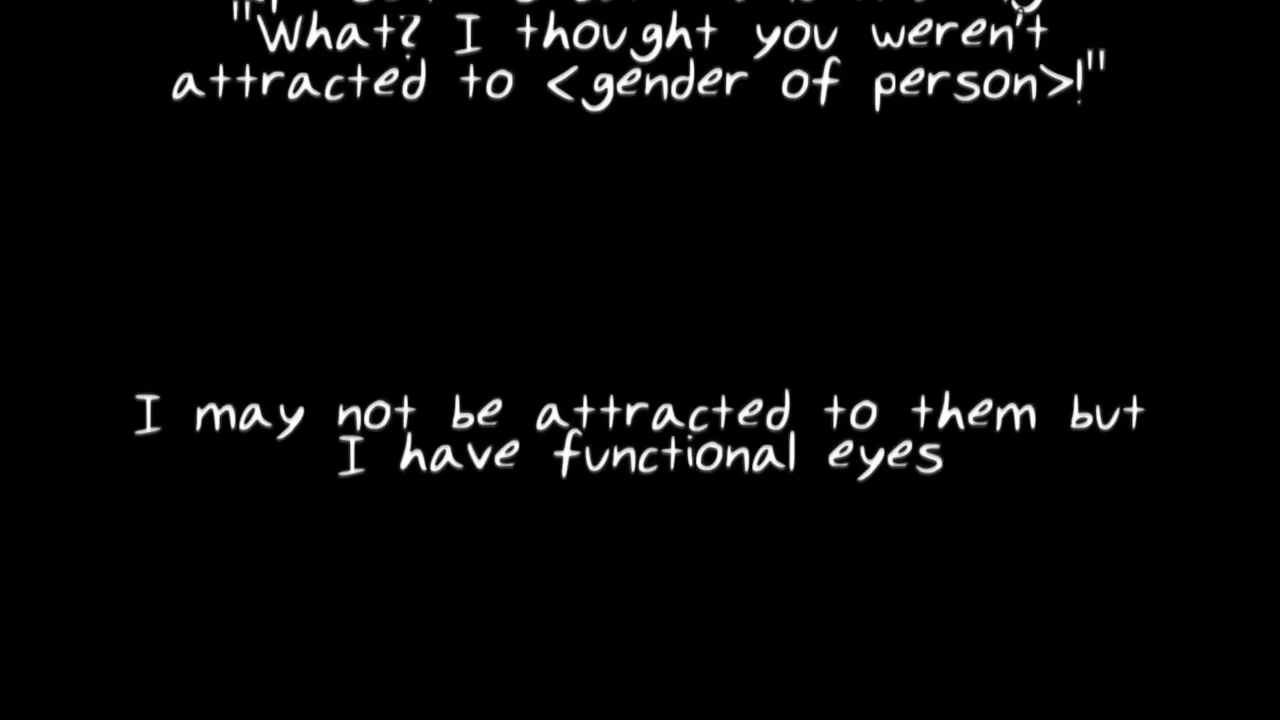 "What? I thought you weren't
attracted to <gender of person>!"
I may not be attracted to them but
I have functional eyes